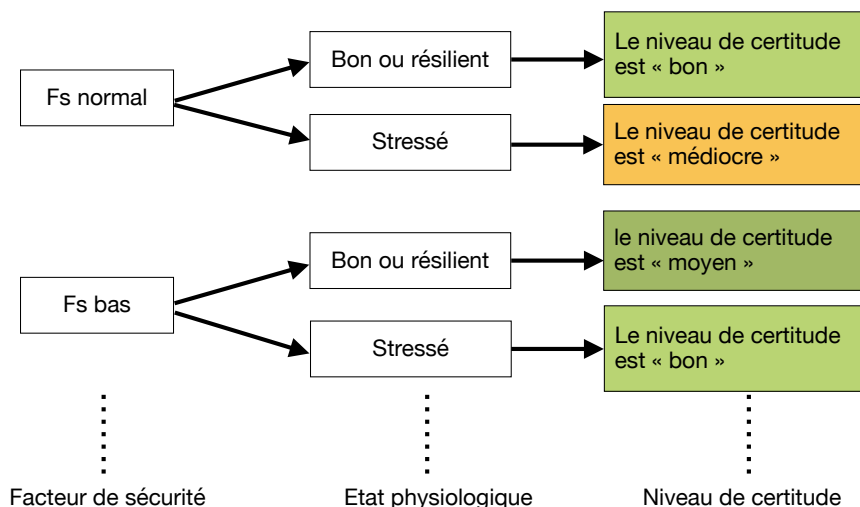 Fs normal
Bon ou résilient
Le niveau de certitude
est « bon »
Stressé
Le niveau de certitude
est « médiocre »
Fs bas
Bon ou résilient
le niveau de certitude
est « moyen »
Stressé
Le niveau de certitude
est « bon »
Facteur de sécurité
Etat physiologique
Niveau de certitude